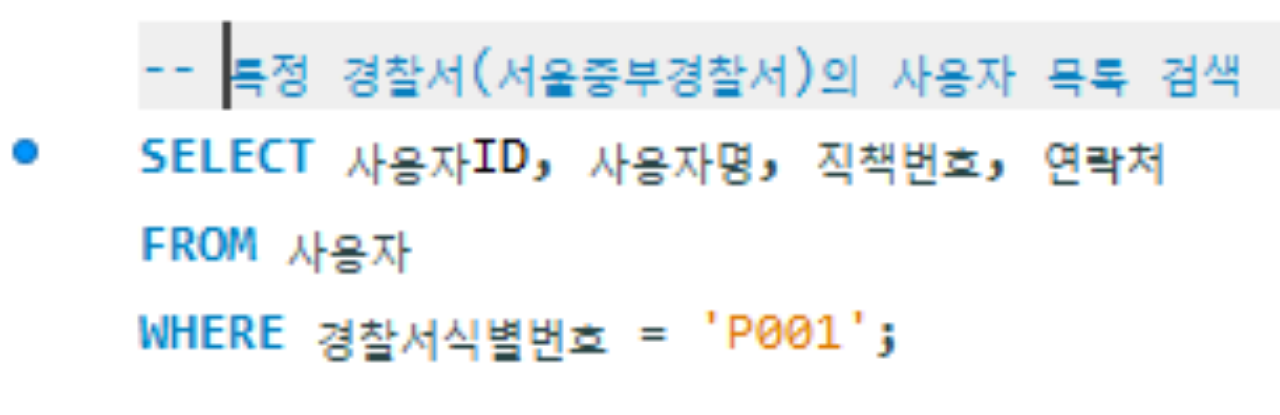 -- 특정 경찰서(서울중부경찰서)의 사용자 목록 검색
SELECT 사용자ID, 사용자명, 직책번호, 연락처
FROM 사용자
WHERE 경찰서식별번호 = 'P001';